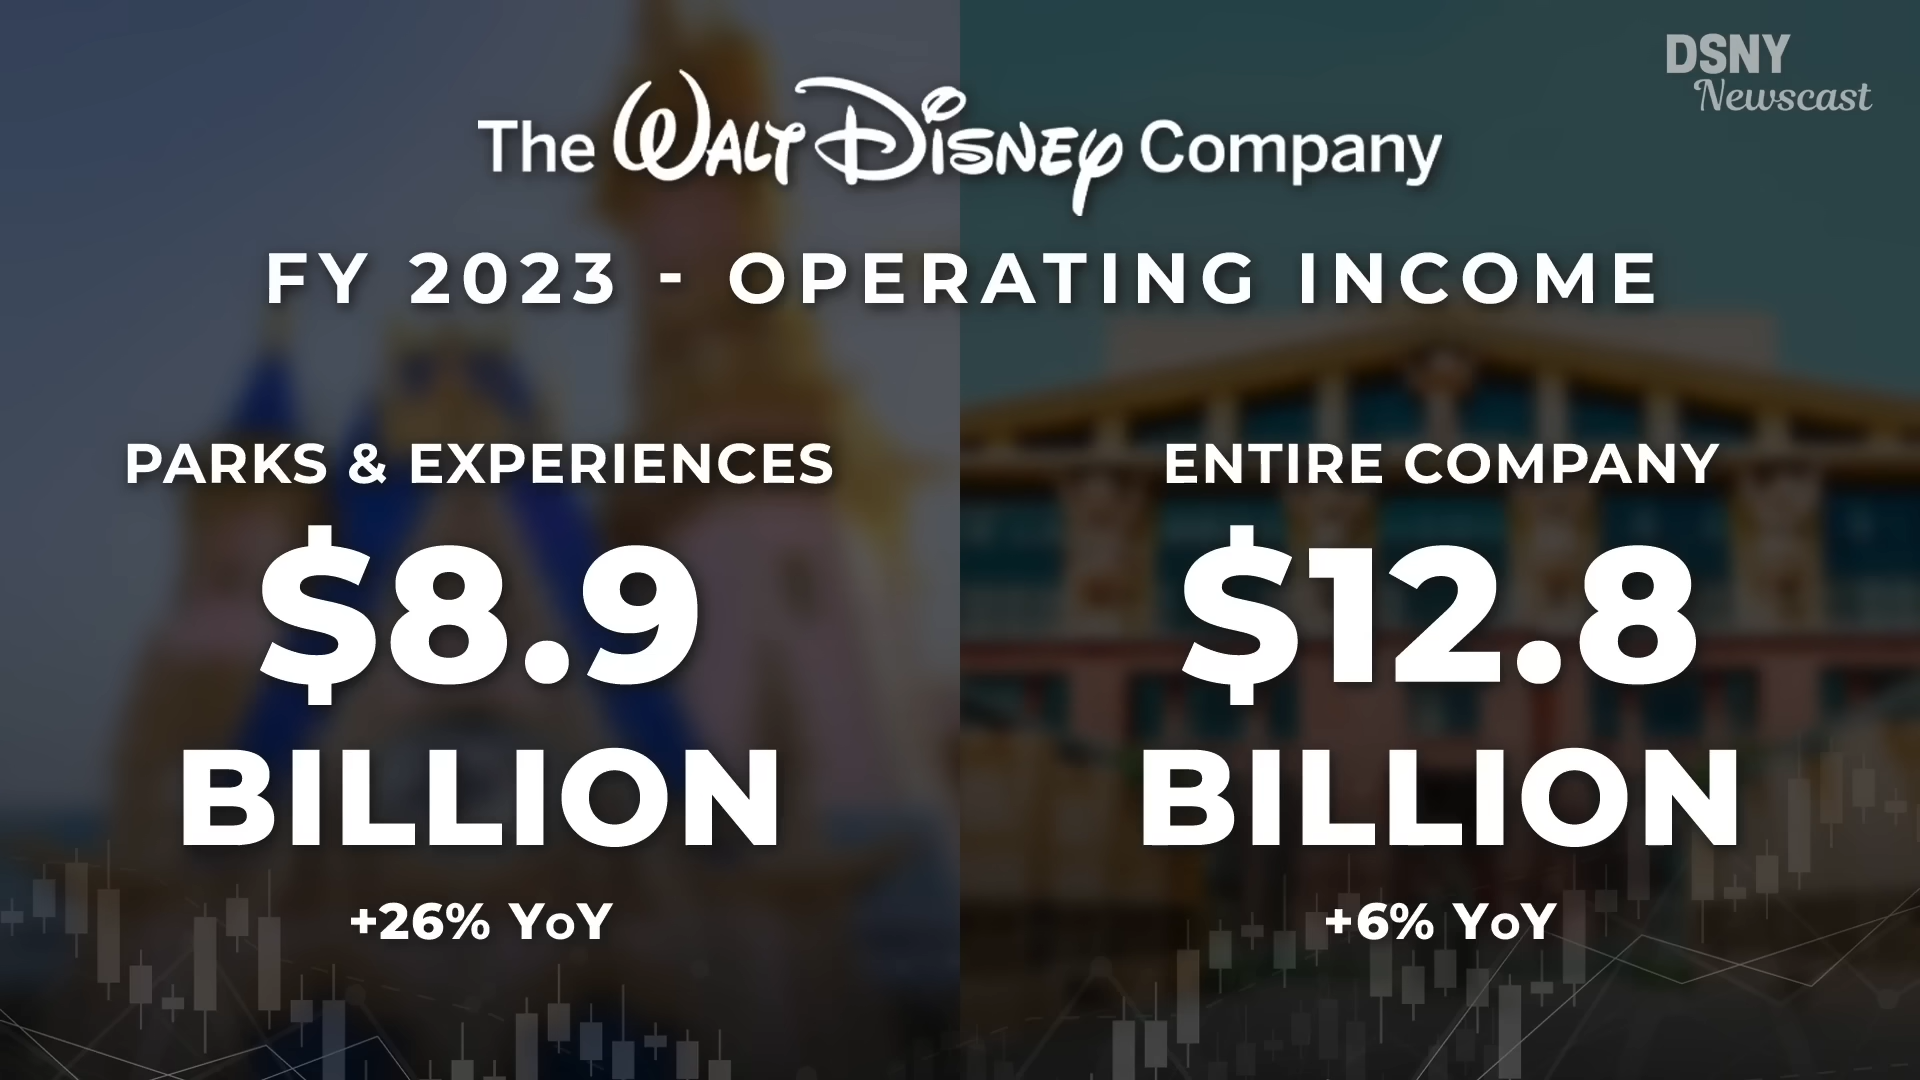 DSNY
Newscast
The WALT DISNEY Company
FY 2023 - OPERATING INCOME
PARKS & EXPERIENCES
$8.9
BILLION
+26% YoY
ENTIRE COMPANY
$12.8
BILLION
+6% YoY